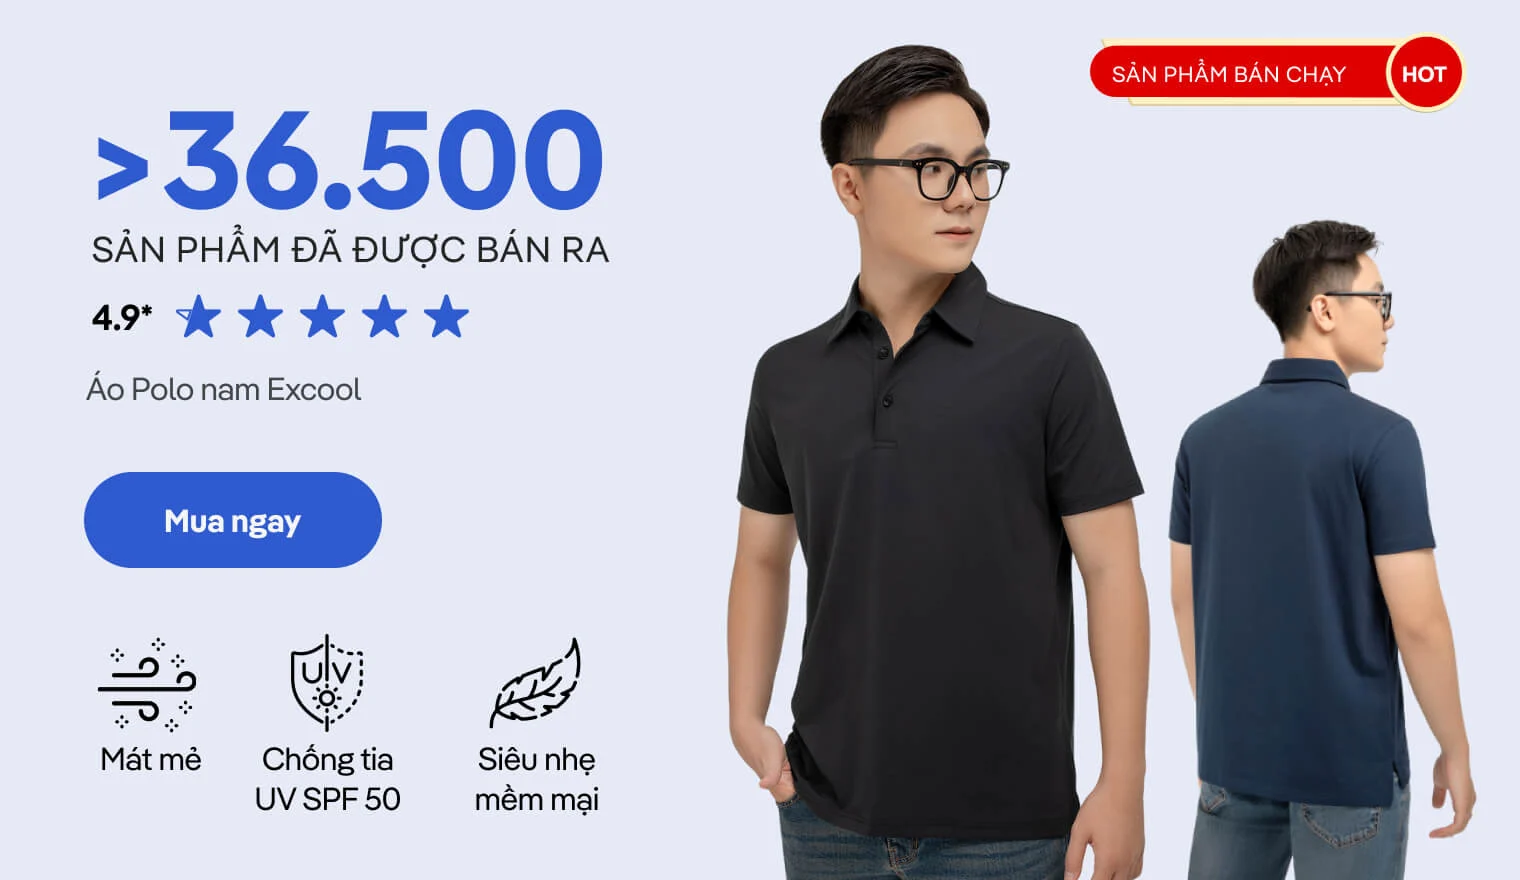 SẢN PHẨM BÁN CHẠY
HOT
>36.500
SẢN PHẨM ĐÃ ĐƯỢC BÁN RA
4.9*
Áo Polo nam Excool
Mua ngay
UV
Mát mẻ
Chống tia
UV SPF 50
Siêu nhẹ
mềm mại